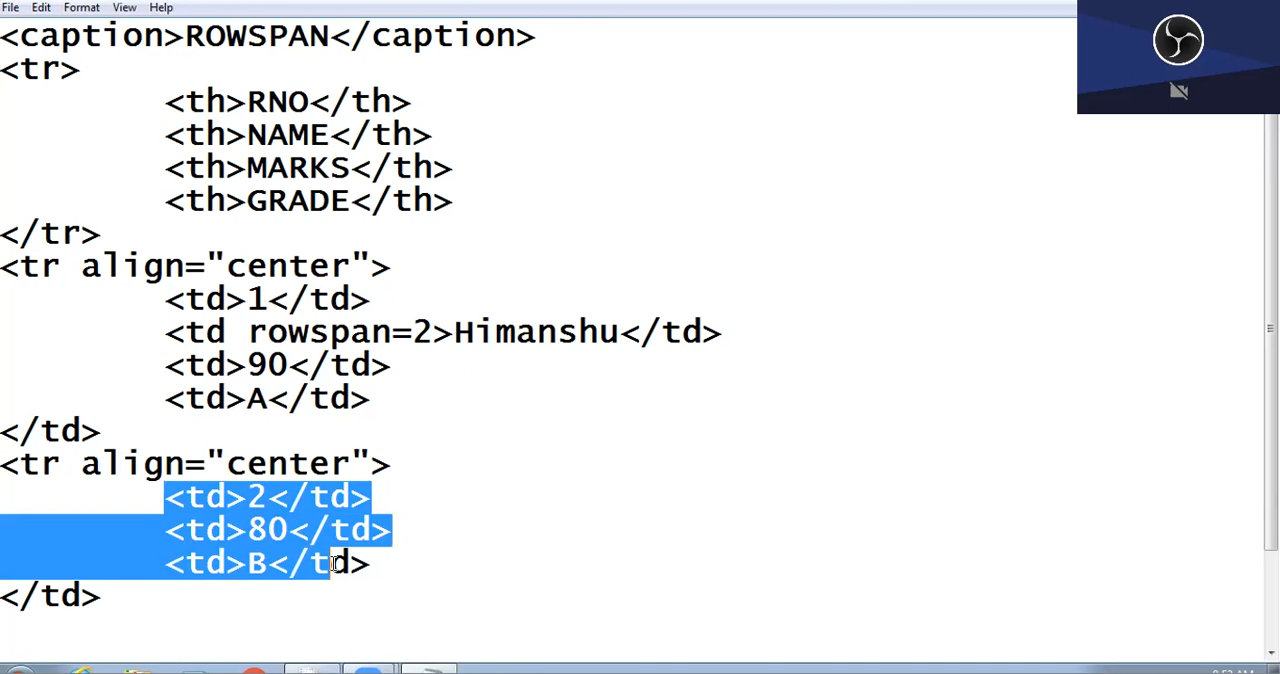 File Edit Format View Help
<caption>ROWSPAN</caption>
<tr>
<th>RNO</th>
<th>NAME</th>
<th>MARKS</th>
<th>GRADE</th>
</tr>
<tr align="center">
<td>1</td>
<td rowspan=2>Himanshu</td>
<td>90</td>
<td>A</td>
</td>
<tr align="center">
<td>2</td>
<td>80</td>
<td>B</td>
</td>